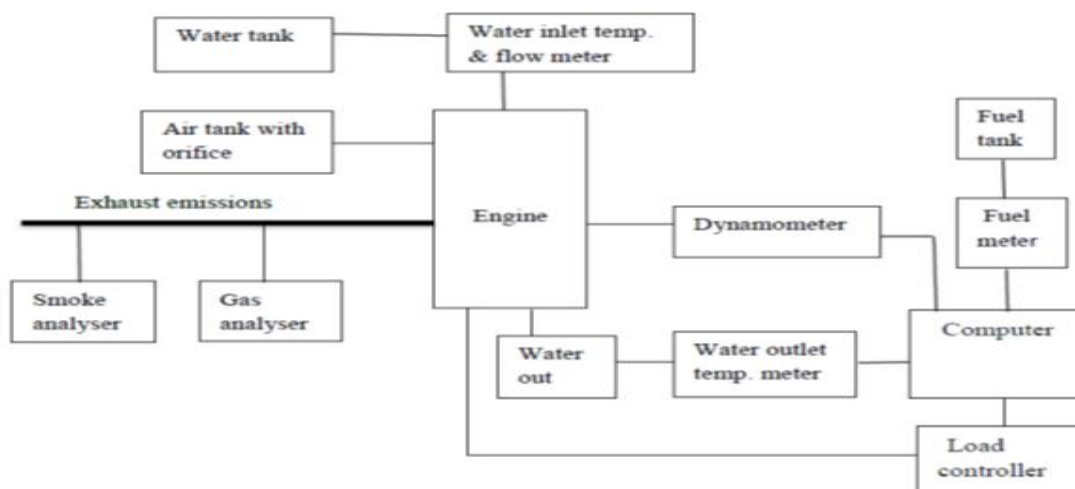 Water tank
Water inlet temp.
& flow meter
Air tank with
orifice
Fuel
tank
Exhaust emissions
Engine
Dynamometer
Fuel
meter
Smoke
analyser
Gas
analyser
Water
out
Water outlet
temp. meter
Computer
Load
controller